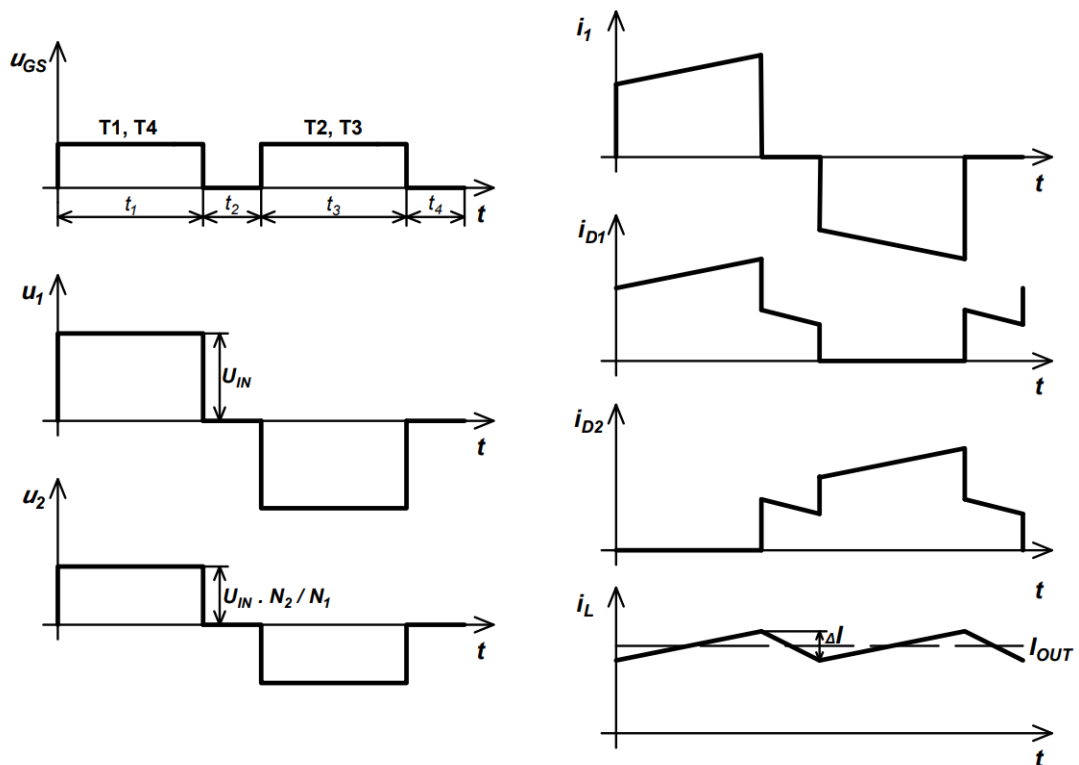 u_GS
T1, T4
T2, T3
t_1
t_2
t_3
t_4
t
u_1
U_IN
t
u_2
U_IN . N_2 / N_1
t
i_1
t
i_D1
t
i_D2
t
i_L
ΔI
I_OUT
t